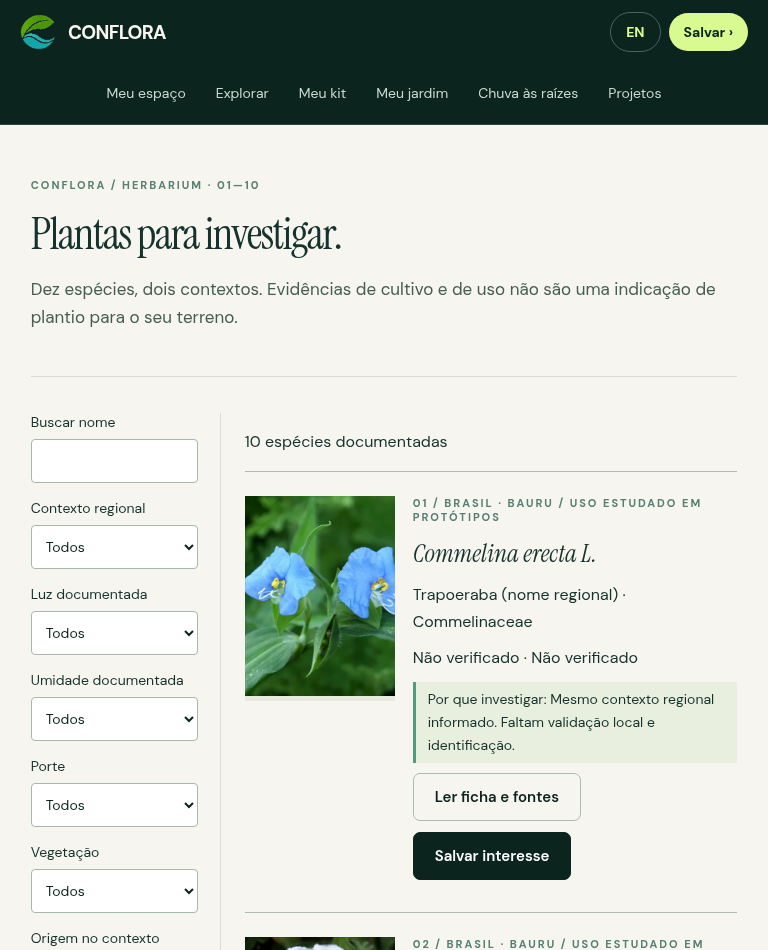 CONFLORA
EN
Salvar ›
Meu espaço
Explorar
Meu kit
Meu jardim
Chuva às raízes
Projetos
CONFLORA / HERBARIUM · 01—10
Plantas para investigar.
Dez espécies, dois contextos. Evidências de cultivo e de uso não são uma indicação de
plantio para o seu terreno.
Buscar nome
Contexto regional
Todos
Luz documentada
Todos
Umidade documentada
Todos
Porte
Todos
Vegetação
Todos
Origem no contexto
10 espécies documentadas
01 / BRASIL · BAURU / USO ESTUDADO EM
PROTÓTIPOS
Commelina erecta L.
Trapoeraba (nome regional) ·
Commelinaceae
Não verificado · Não verificado
Por que investigar: Mesmo contexto regional
informado. Faltam validação local e
identificação.
Ler ficha e fontes
Salvar interesse
02 / BRASIL · BAURU / USO ESTUDADO EM